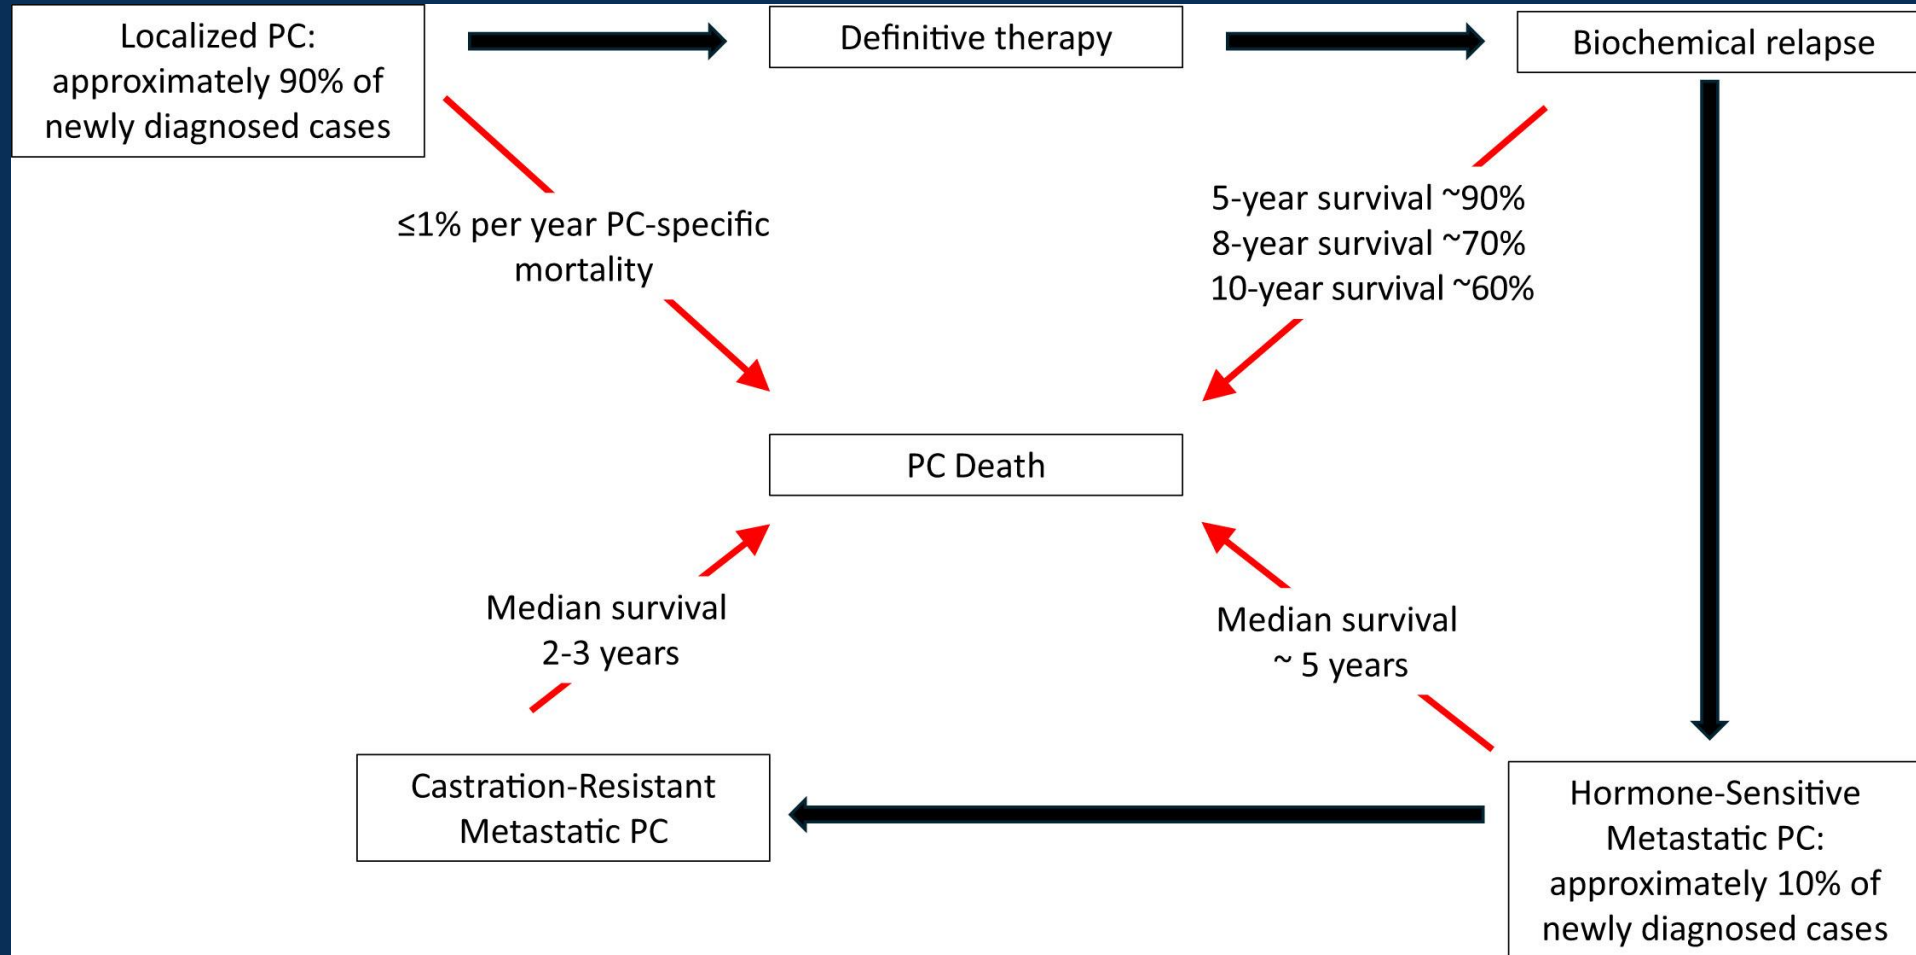 Localized PC:
approximately 90% of
newly diagnosed cases
Definitive therapy
Biochemical relapse
≤1% per year PC-specific
mortality
5-year survival ~90%
8-year survival ~70%
10-year survival ~60%
PC Death
Median survival
2-3 years
Median survival
~ 5 years
Castration-Resistant
Metastatic PC
Hormone-Sensitive
Metastatic PC:
approximately 10% of
newly diagnosed cases